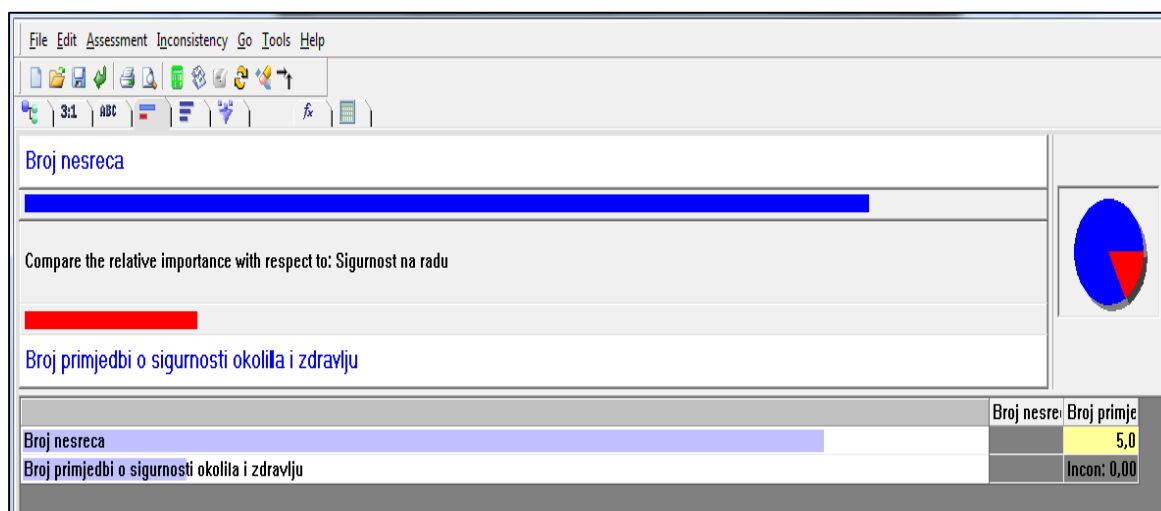 File Edit Assessment Inconsistency Go Tools Help
3:1 ABC fx
Broj nesreca
Compare the relative importance with respect to: Sigurnost na radu
Broj primjedbi o sigurnosti okolila i zdravlju
Broj nesre Broj primje
Broj nesreca 5,0
Broj primjedbi o sigurnosti okolila i zdravlju Incon: 0,00